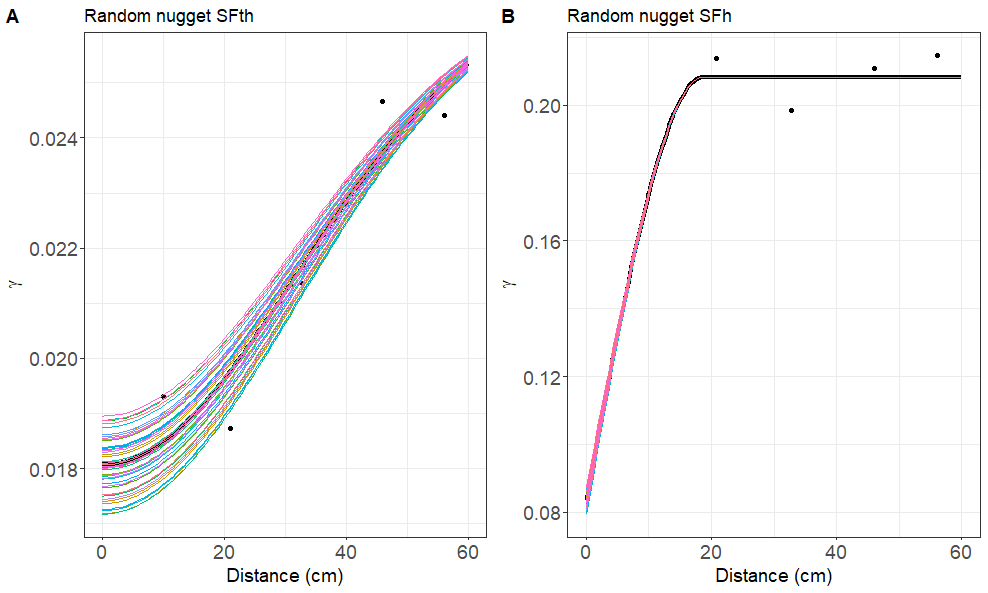 A
Random nugget SFth
0.024
0.022
0.020
0.018
γ
0
20
40
60
Distance (cm)
B
Random nugget SFh
0.20
0.16
0.12
0.08
γ
0
20
40
60
Distance (cm)